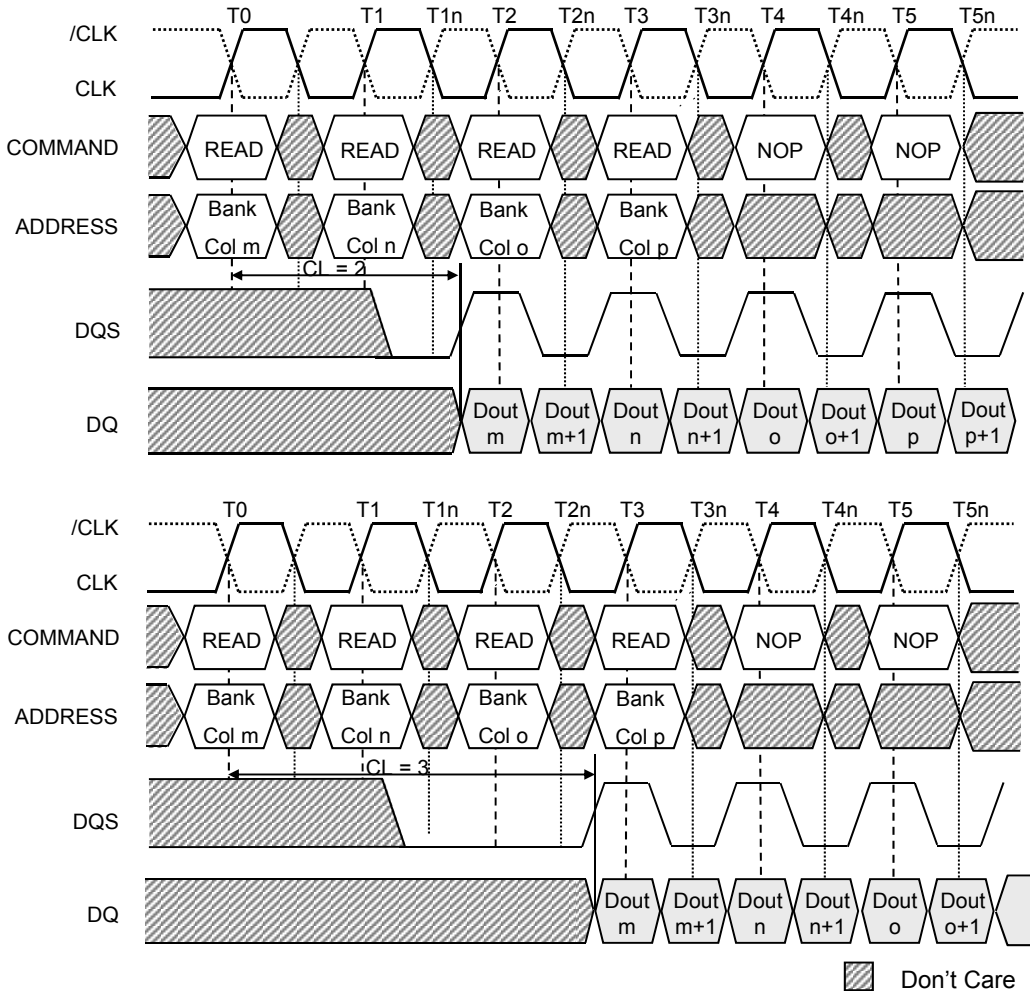 T0 T1 T1n T2 T2n T3 T3n T4 T4n T5 T5n
/CLK
CLK
COMMAND READ READ READ READ NOP NOP
ADDRESS Bank Col m Bank Col n Bank Col o Bank Col p
CL = 2
DQS
DQ Dout m Dout m+1 Dout n Dout n+1 Dout o Dout o+1 Dout p Dout p+1
T0 T1 T1n T2 T2n T3 T3n T4 T4n T5 T5n
/CLK
CLK
COMMAND READ READ READ READ NOP NOP
ADDRESS Bank Col m Bank Col n Bank Col o Bank Col p
CL = 3
DQS
DQ Dout m Dout m+1 Dout n Dout n+1 Dout o Dout o+1
Don't Care